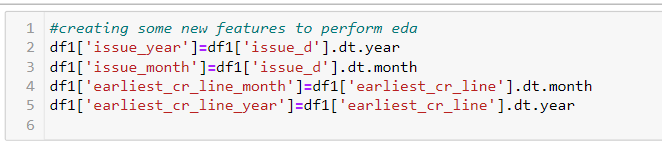 1 #creating some new features to perform eda
2 df1['issue_year']=df1['issue_d'].dt.year
3 df1['issue_month']=df1['issue_d'].dt.month
4 df1['earliest_cr_line_month']=df1['earliest_cr_line'].dt.month
5 df1['earliest_cr_line_year']=df1['earliest_cr_line'].dt.year
6